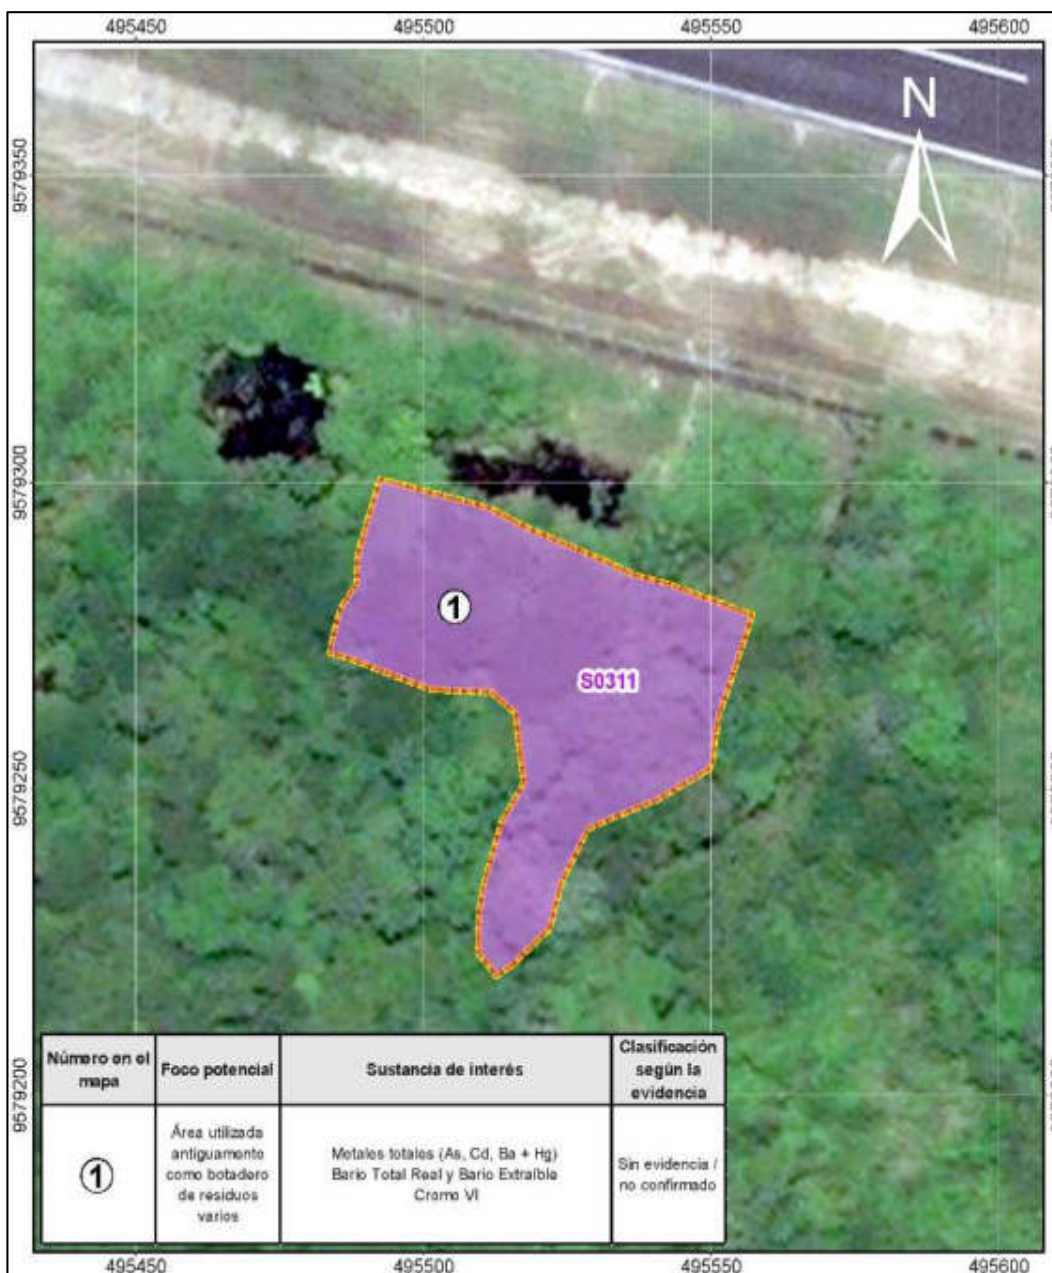 495450 495500 495550 495600
N
9579350
9579300
1
S0311
9579250
9579200
Número en el
mapa
Foco potencial
Sustancia de interés
Clasificación
según la
evidencia
1
Área utilizada
antiguamente
como botadero
de residuos
varios
Metales totales (As, Cd, Ba + Hg)
Bario Total Real y Bario Extraíble
Cromo VI
Sin evidencia /
no confirmado
495450 495500 495550 495600